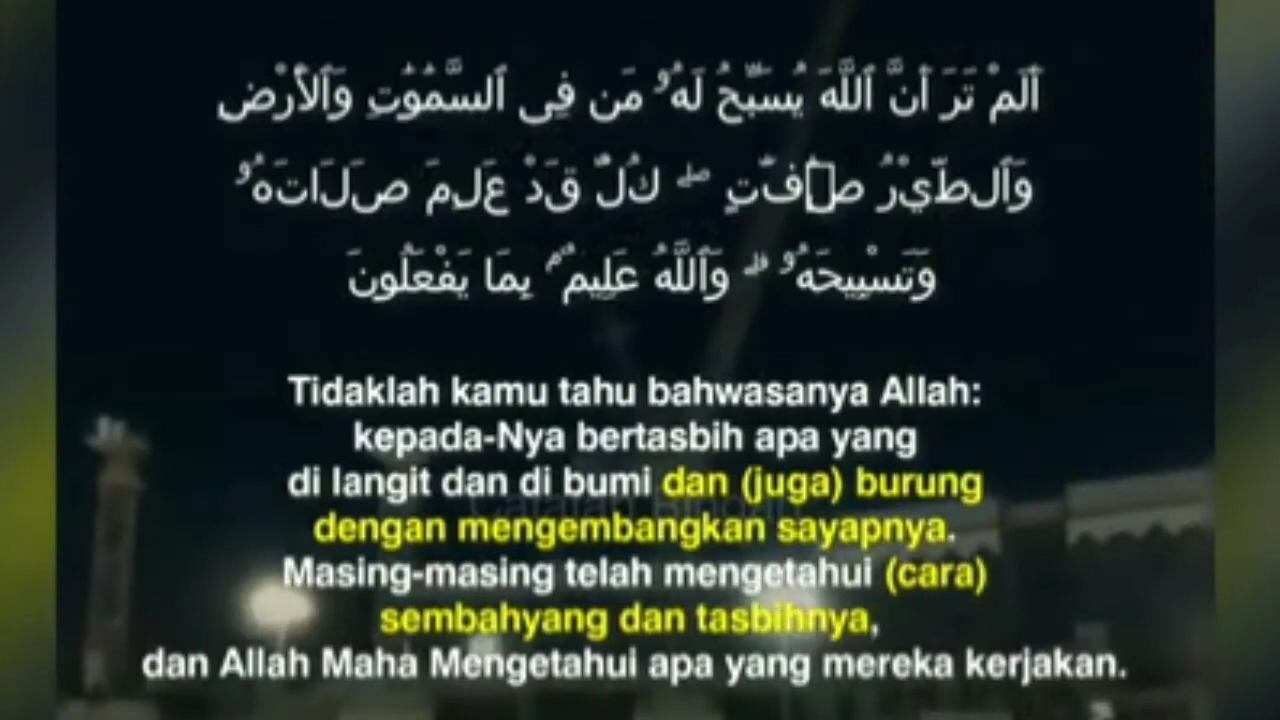 أَلَمْ تَرَ أَنَّ ٱللَّهَ يُسَبِّحُ لَهُۥ مَن فِى ٱلسَّمَٰوَٰتِ وَٱلْأَرْضِ
وَٱلطَّيْرُ صَٰٓفَّٰتٍ ۖ كُلٌّ قَدْ عَلِمَ صَلَاتَهُۥ
وَتَسْبِيحَهُۥ ۗ وَٱللَّهُ عَلِيمٌۢ بِمَا يَفْعَلُونَ
Tidaklah kamu tahu bahwasanya Allah:
kepada-Nya bertasbih apa yang
di langit dan di bumi dan (juga) burung
dengan mengembangkan sayapnya.
Masing-masing telah mengetahui (cara)
sembahyang dan tasbihnya,
dan Allah Maha Mengetahui apa yang mereka kerjakan.